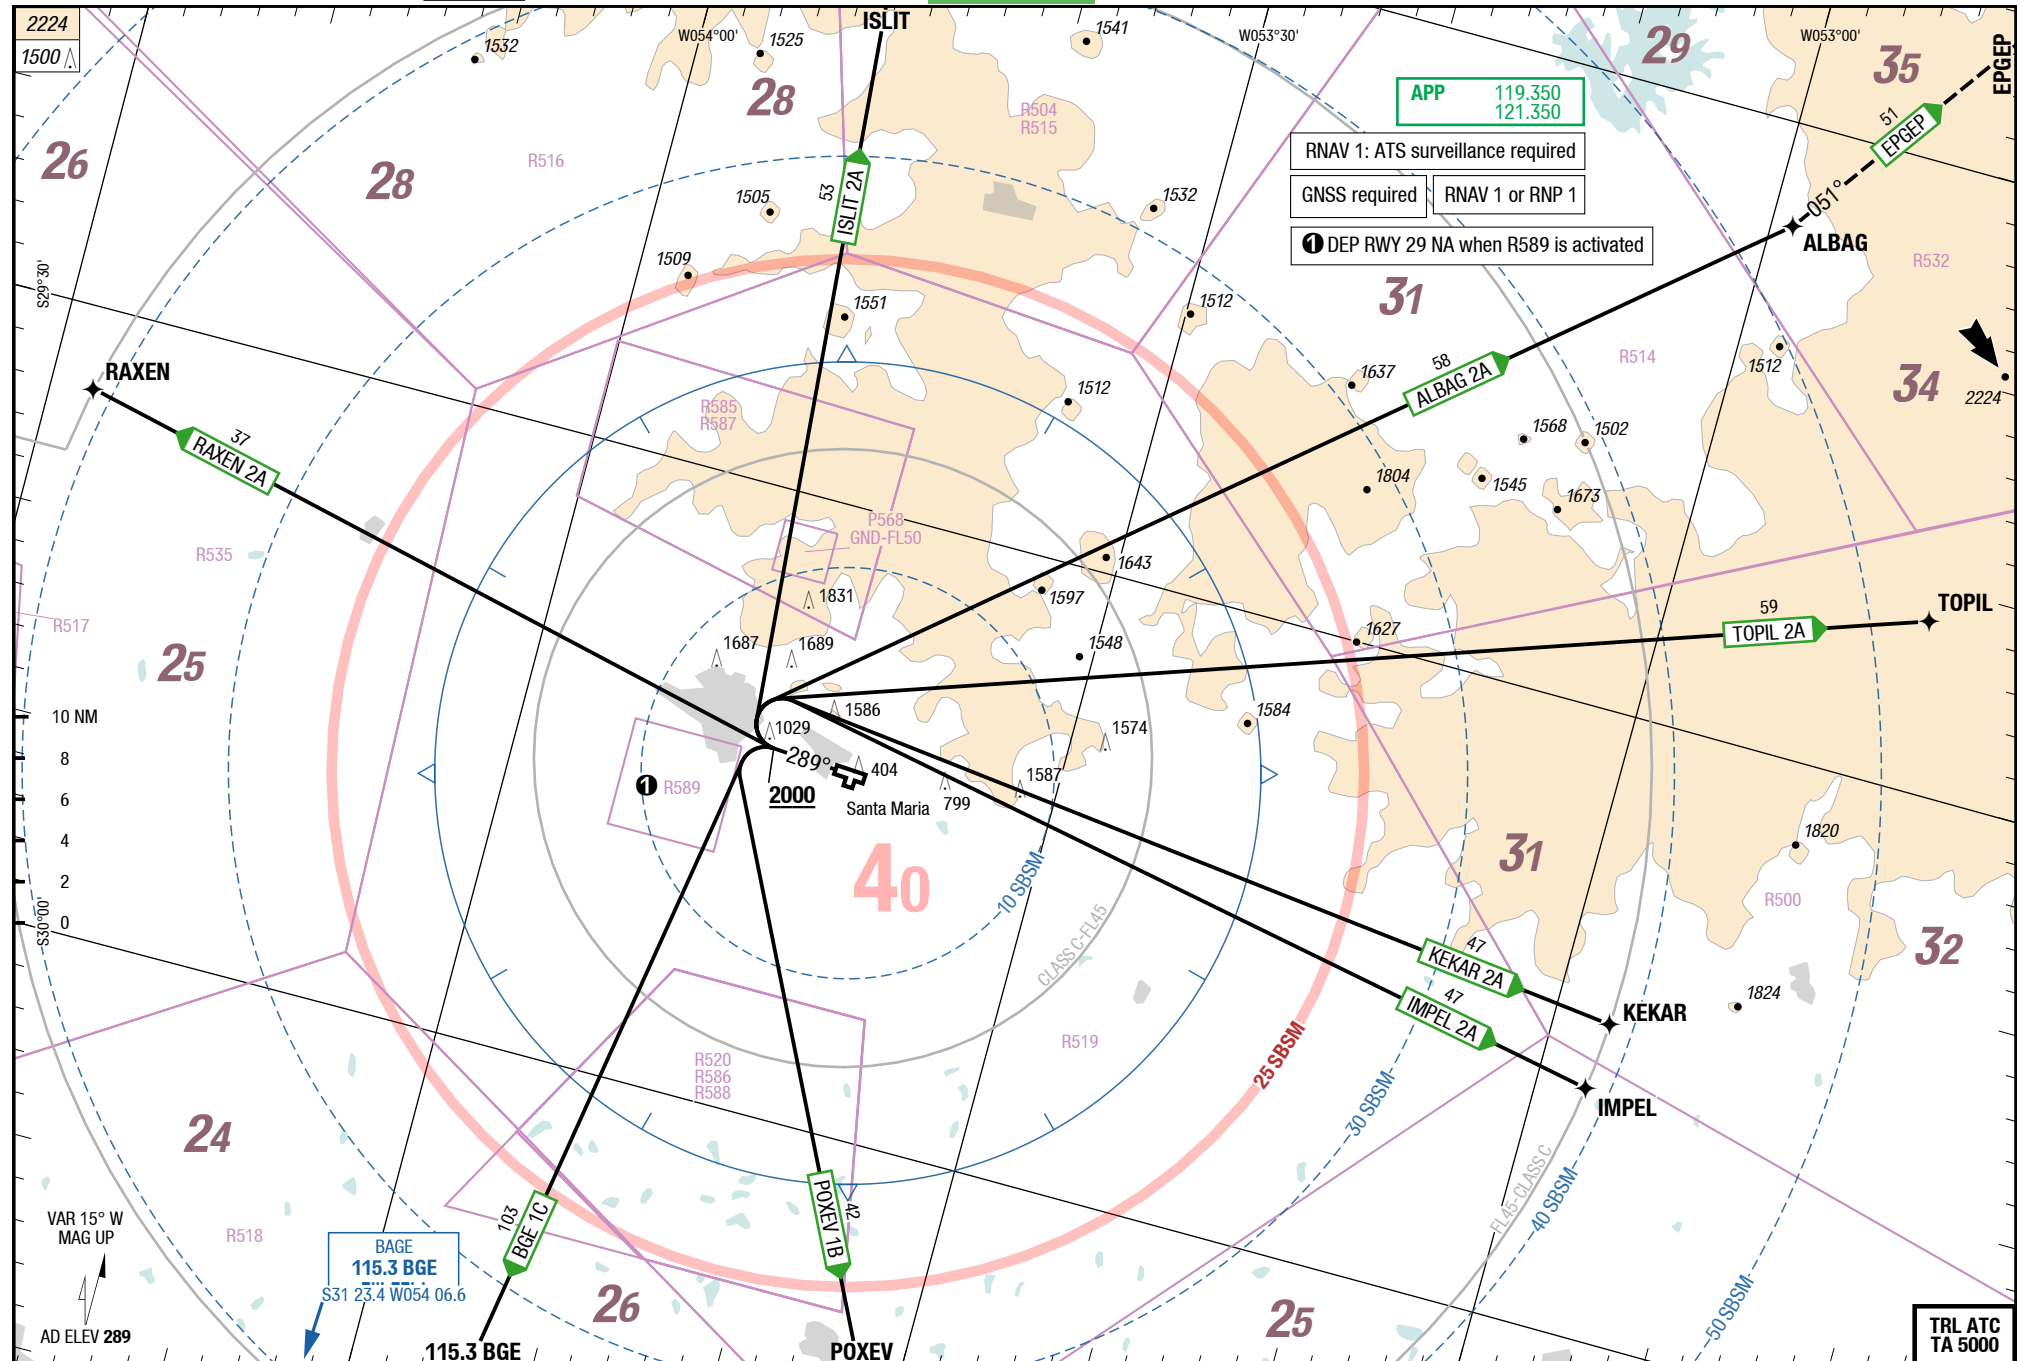 2224
1500
ISLIT
W054°00'
W053°30'
W053°00'
1532
1525
1541
29
35
EPGEP
28
26
28
R516
R504
R515
APP 119.350
121.350
RNAV 1: ATS surveillance required
GNSS required
RNAV 1 or RNP 1
1 DEP RWY 29 NA when R589 is activated
51
EPGEP
051°
ALBAG
R532
53
ISLIT 2A
1505
1532
1509
1551
S29°30'
31
1512
R514
1512
34
2224
RAXEN
37
RAXEN 2A
58
ALBAG 2A
1637
1512
R585
R587
1568
1502
1804
1545
1673
P568
GND-FL50
R535
1643
1597
1831
R517
59
TOPIL 2A
TOPIL
1627
1548
1687
1689
25
1586
1584
1574
1029
289°
404
1587
799
10 NM
8
6
4
2
0
1 R589
2000
Santa Maria
40
10 SBSM
CLASS C-FL45
31
1820
R500
32
S30°00'
47
KEKAR 2A
47
IMPEL 2A
1824
KEKAR
IMPEL
R519
25 SBSM
R520
R586
R588
30 SBSM
24
FL45-CLASS C
40 SBSM
50 SBSM
103
BGE 1C
POXEV 1B
42
VAR 15° W
MAG UP
R518
BAGE
115.3 BGE
S31 23.4 W054 06.6
AD ELEV 289
26
25
115.3 BGE
POXEV
TRL ATC
TA 5000